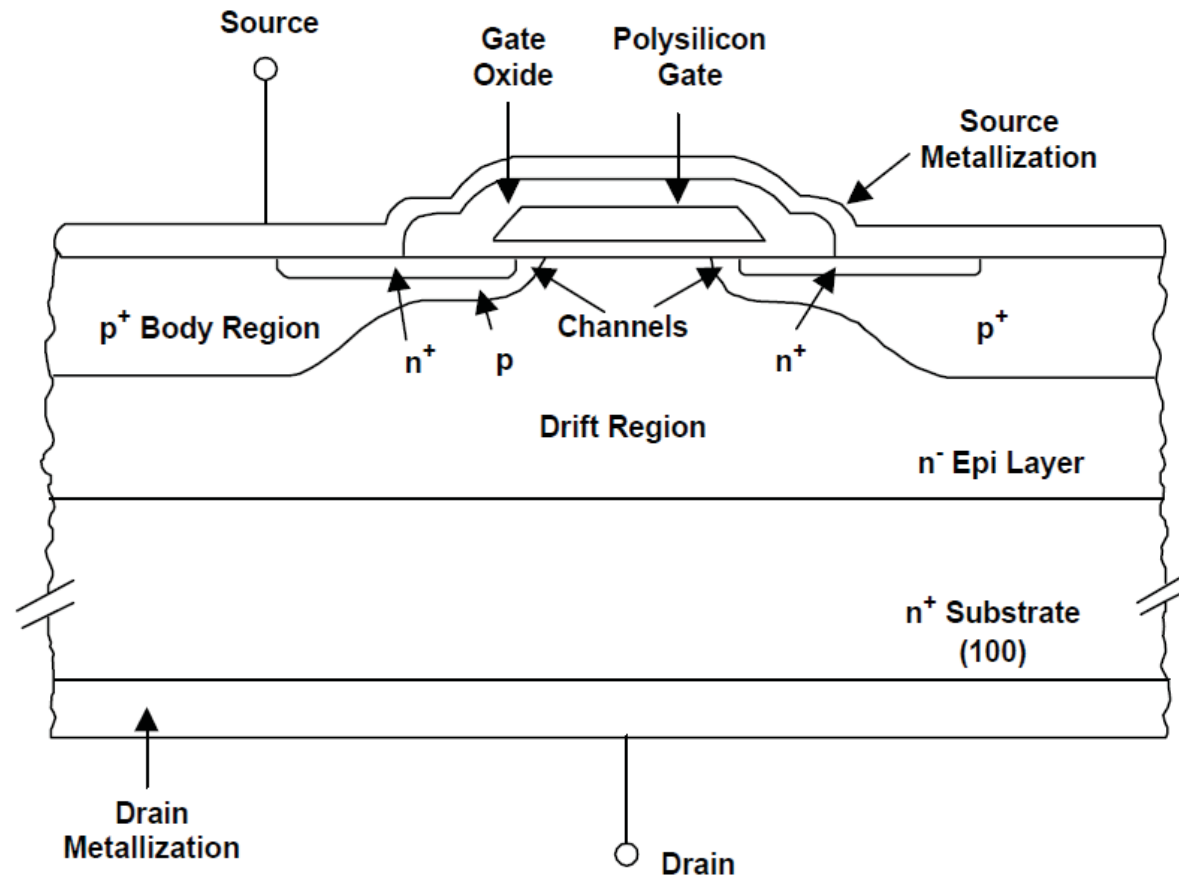 Source
Gate
Oxide
Polysilicon
Gate
Source
Metallization
p⁺ Body Region
n⁺
p
Channels
n⁺
p⁺
Drift Region
n⁻ Epi Layer
n⁺ Substrate
(100)
Drain
Metallization
Drain